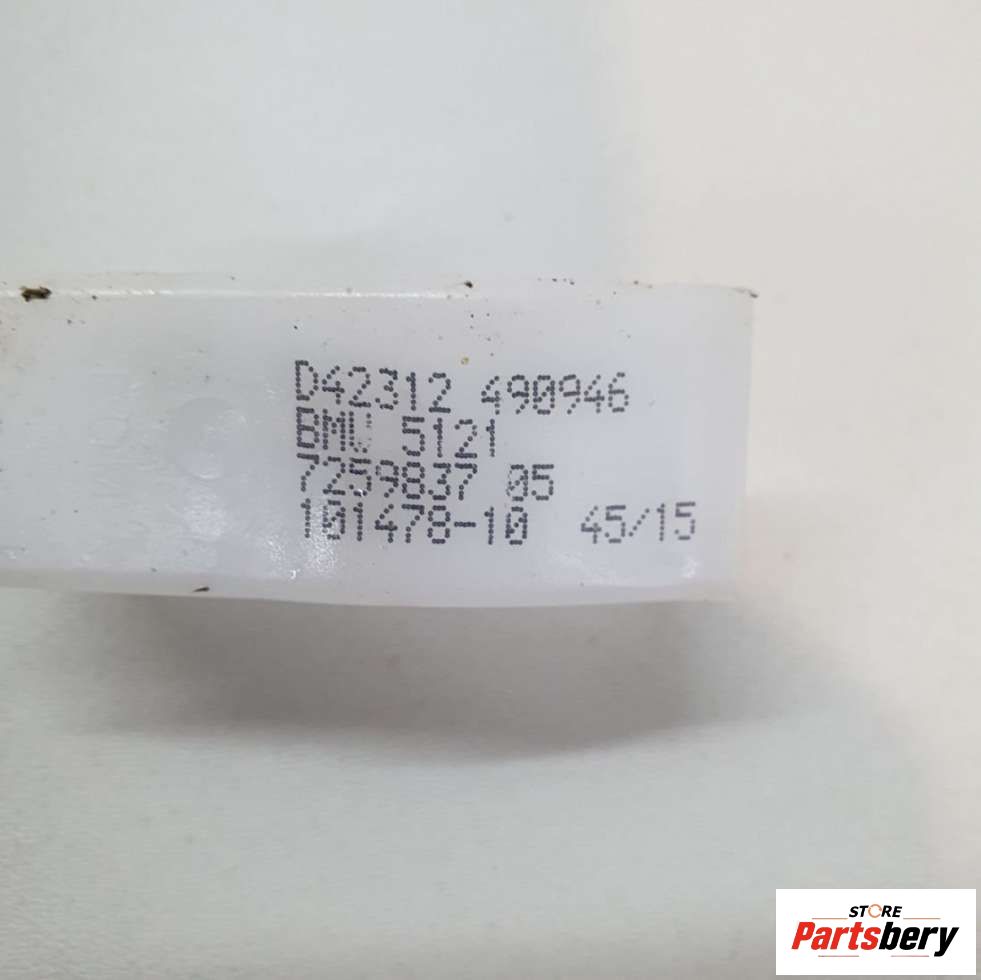 D42312 490946
BMW 5121
7259837 05
101478-10 45/15
STORE
Partsbery